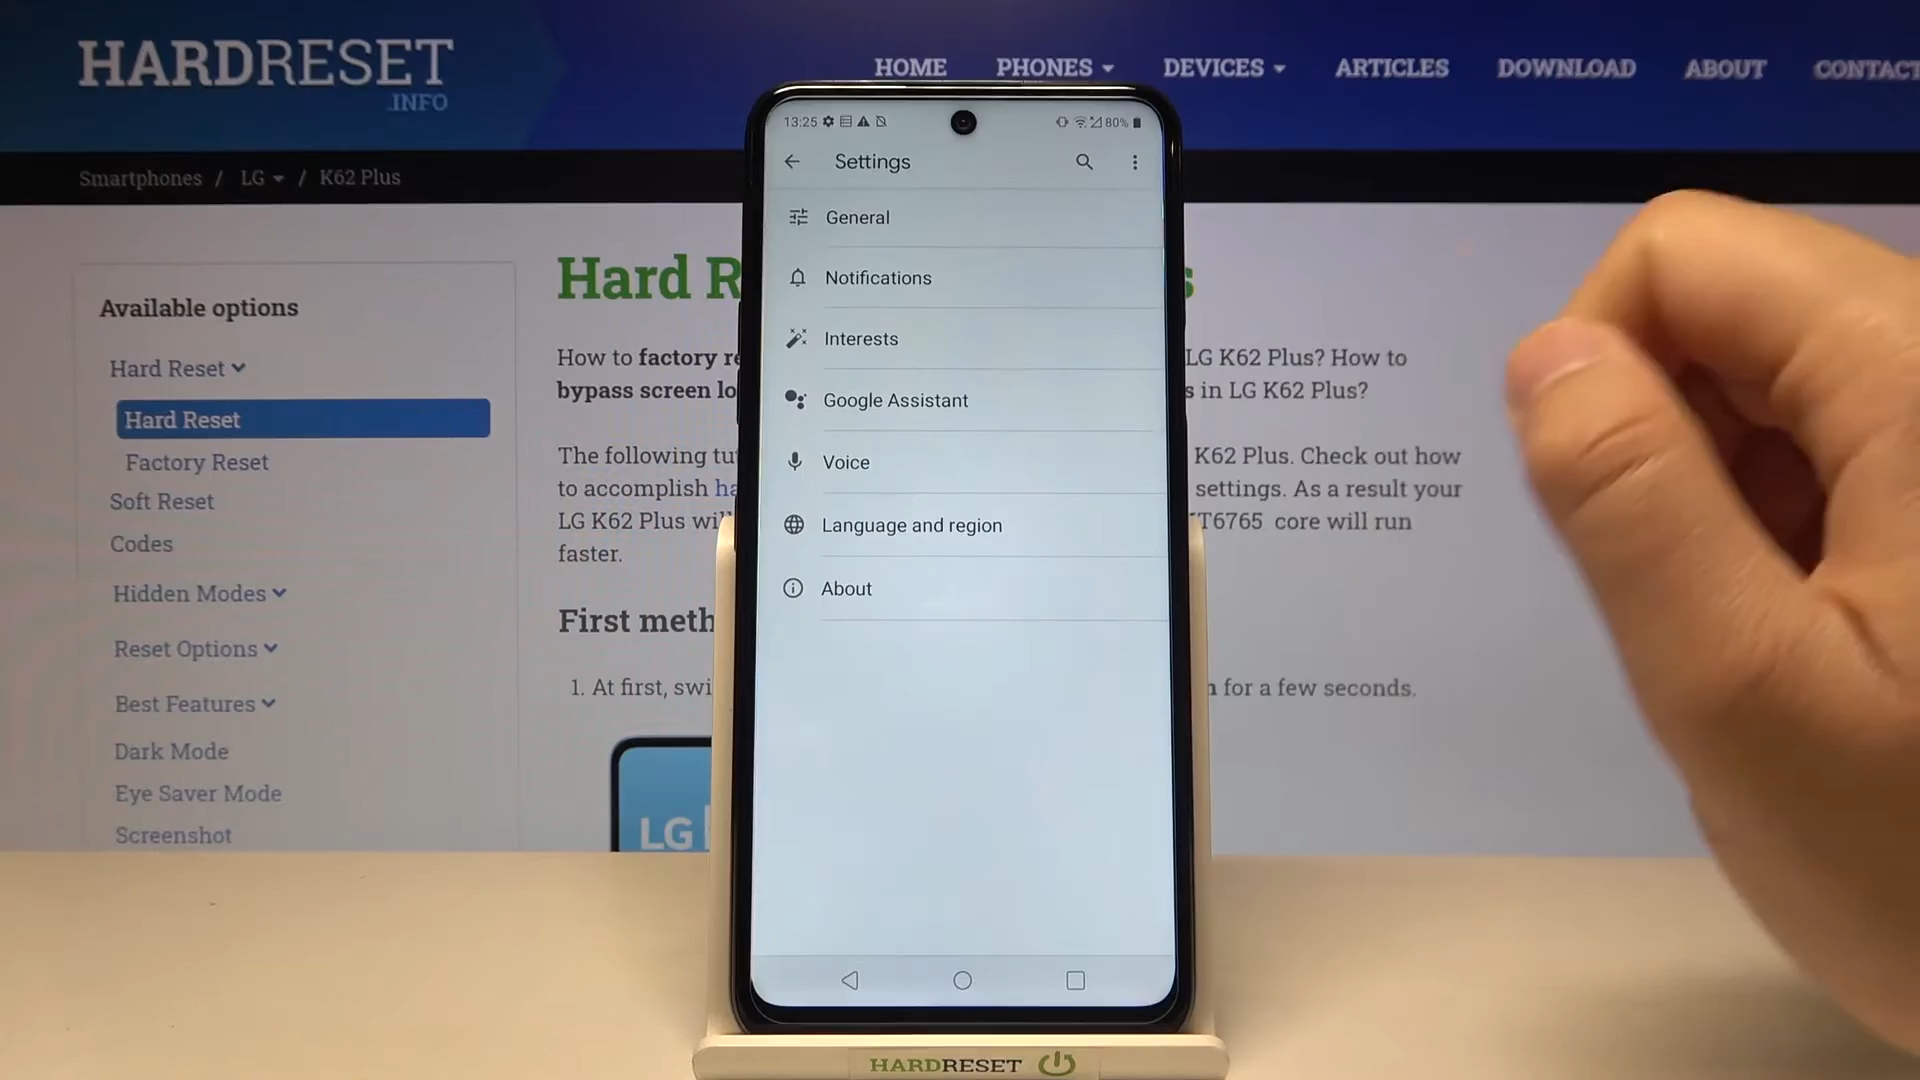 HARDRESET
.INFO
HOME PHONES DEVICES ARTICLES DOWNLOAD ABOUT CONTACT
Smartphones / LG / K62 Plus
Available options
Hard Reset
Hard Reset
Factory Reset
Soft Reset
Codes
Hidden Modes
Reset Options
Best Features
Dark Mode
Eye Saver Mode
Screenshot
Hard R
s
How to factory re
LG K62 Plus? How to
bypass screen lo
s in LG K62 Plus?
The following tu
K62 Plus. Check out how
to accomplish ha
settings. As a result your
LG K62 Plus wil
T6765 core will run
faster.
First meth
1. At first, swi
n for a few seconds.
LG
13:25
80%
Settings
General
Notifications
Interests
Google Assistant
Voice
Language and region
About
HARDRESET